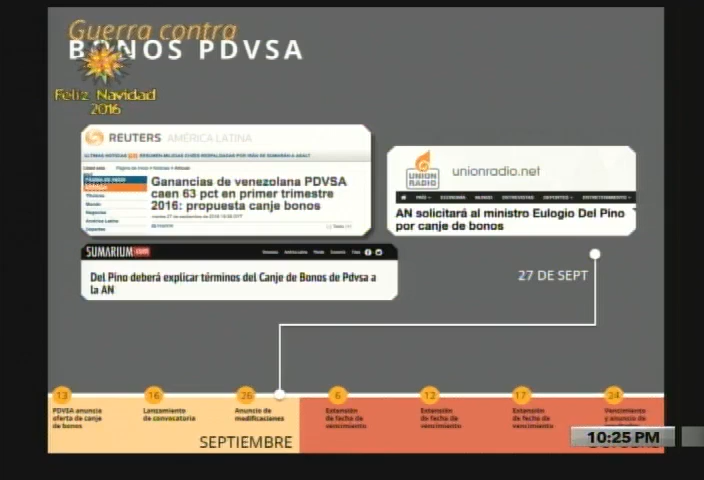 Guerra contra
BONOS PDVSA
Feliz Navidad
2016
REUTERS AMÉRICA LATINA
Ganancias de venezolana PDVSA
caen 63 pct en primer trimestre
2016: propuesta canje bonos
UNION
RADIO
unionradio.net
AN solicitará al ministro Eulogio Del Pino
por canje de bonos
SUMARIUM
Del Pino deberá explicar términos del Canje de Bonos de Pdvsa a
la AN
27 DE SEPT
13
16
26
6
12
17
24
PDVSA anuncia
oferta de canje
de bonos
Lanzamiento
de convocatoria
Anuncio de
modificaciones
Extensión
de fecha de
vencimiento
Extensión
de fecha de
vencimiento
Extensión
de fecha de
vencimiento
Vencimiento
y anuncio de
SEPTIEMBRE
10:25 PM